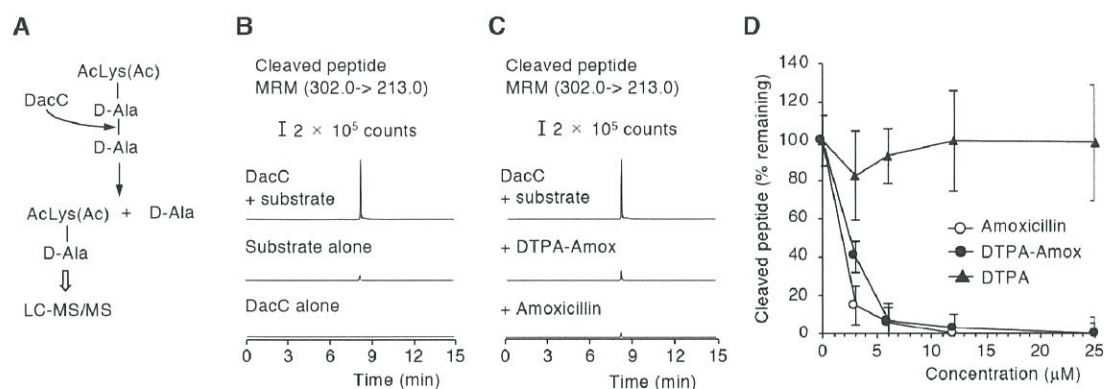 A
AcLys(Ac)
DacC
D-Ala
D-Ala
AcLys(Ac) + D-Ala
D-Ala
LC-MS/MS
B
Cleaved peptide
MRM (302.0-> 213.0)
2 × 10⁵ counts
DacC
+ substrate
Substrate alone
DacC alone
0 3 6 9 12 15
Time (min)
C
Cleaved peptide
MRM (302.0-> 213.0)
2 × 10⁵ counts
DacC
+ substrate
+ DTPA-Amox
+ Amoxicillin
0 3 6 9 12 15
Time (min)
D
Cleaved peptide (% remaining)
140
120
100
80
60
40
20
0
Amoxicillin
DTPA-Amox
DTPA
0 5 10 15 20 25
Concentration (μM)